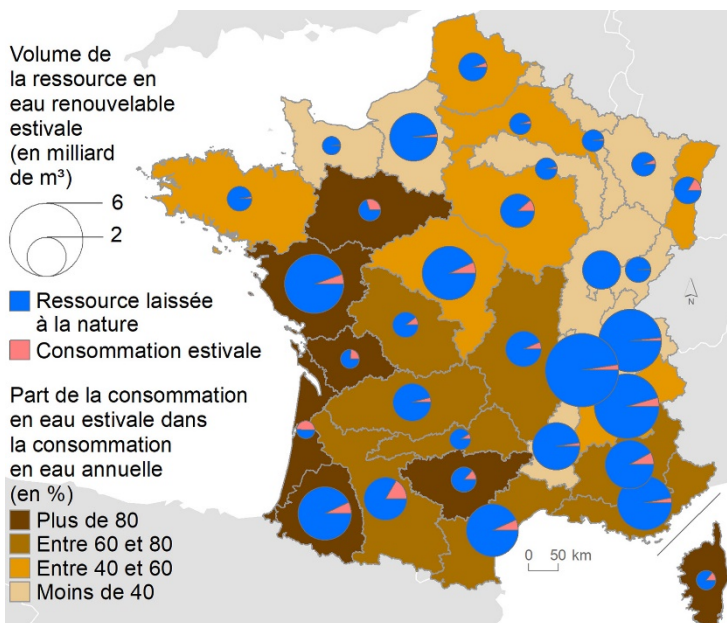 Volume de
la ressource en
eau renouvelable
estivale
(en milliard
de m³)
6
2
Ressource laissée
à la nature
Consommation estivale
Part de la consommation
en eau estivale dans
la consommation
en eau annuelle
(en %)
Plus de 80
Entre 60 et 80
Entre 40 et 60
Moins de 40
N
0 50 km